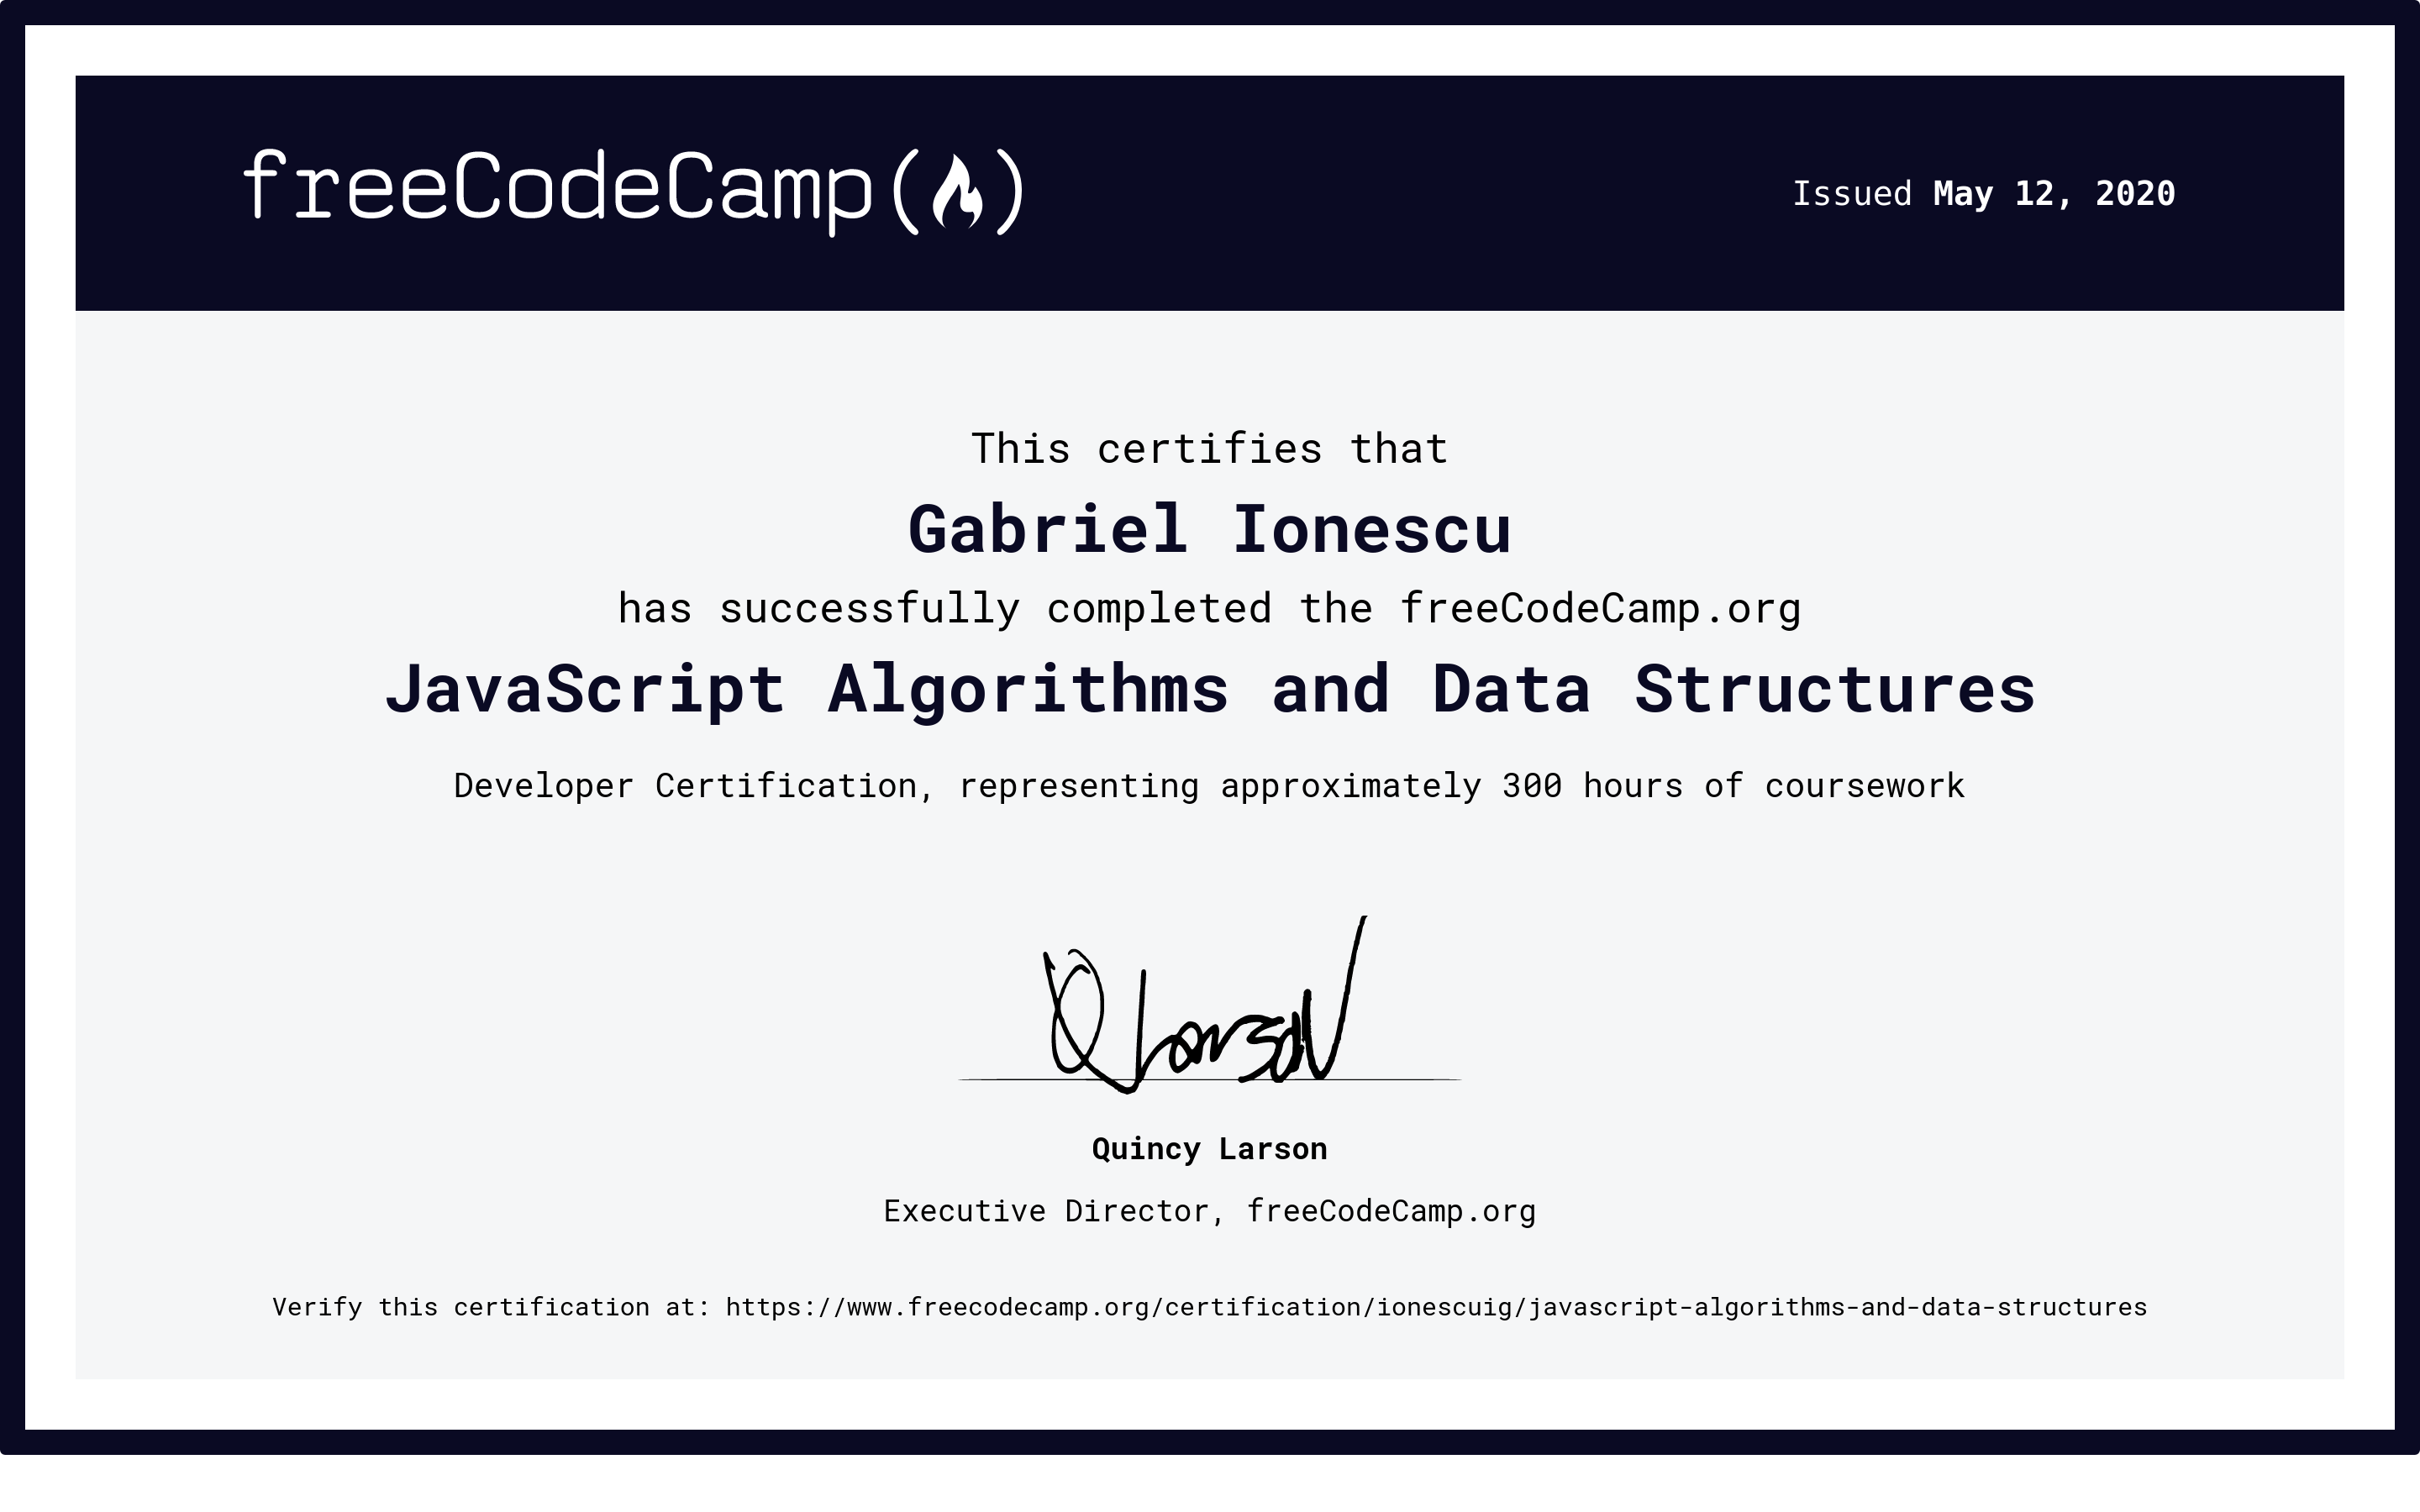 freeCodeCamp(🔥)
Issued May 12, 2020
This certifies that
Gabriel Ionescu
has successfully completed the freeCodeCamp.org
JavaScript Algorithms and Data Structures
Developer Certification, representing approximately 300 hours of coursework
QLarson
Quincy Larson
Executive Director, freeCodeCamp.org
Verify this certification at: https://www.freecodecamp.org/certification/ionescuig/javascript-algorithms-and-data-structures